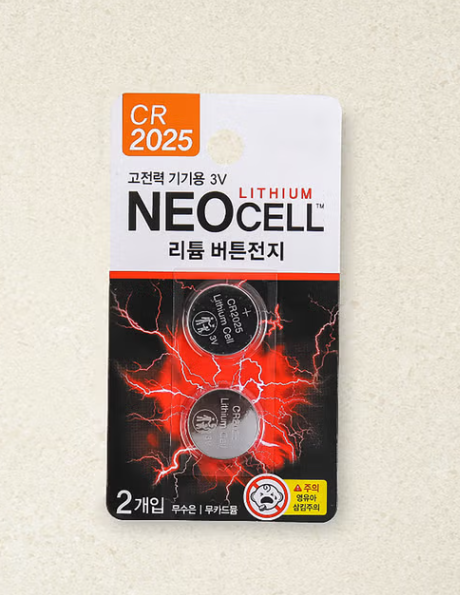 CR
2025
고전력 기기용 3V
LITHIUM
NEOCELL™
리튬 버튼전지
+
CR2025
Lithium Cell
3V
CR2025
Lithium Cell
2개입
무수은 | 무카드뮴
⚠ 주의
영유아
삼킴주의